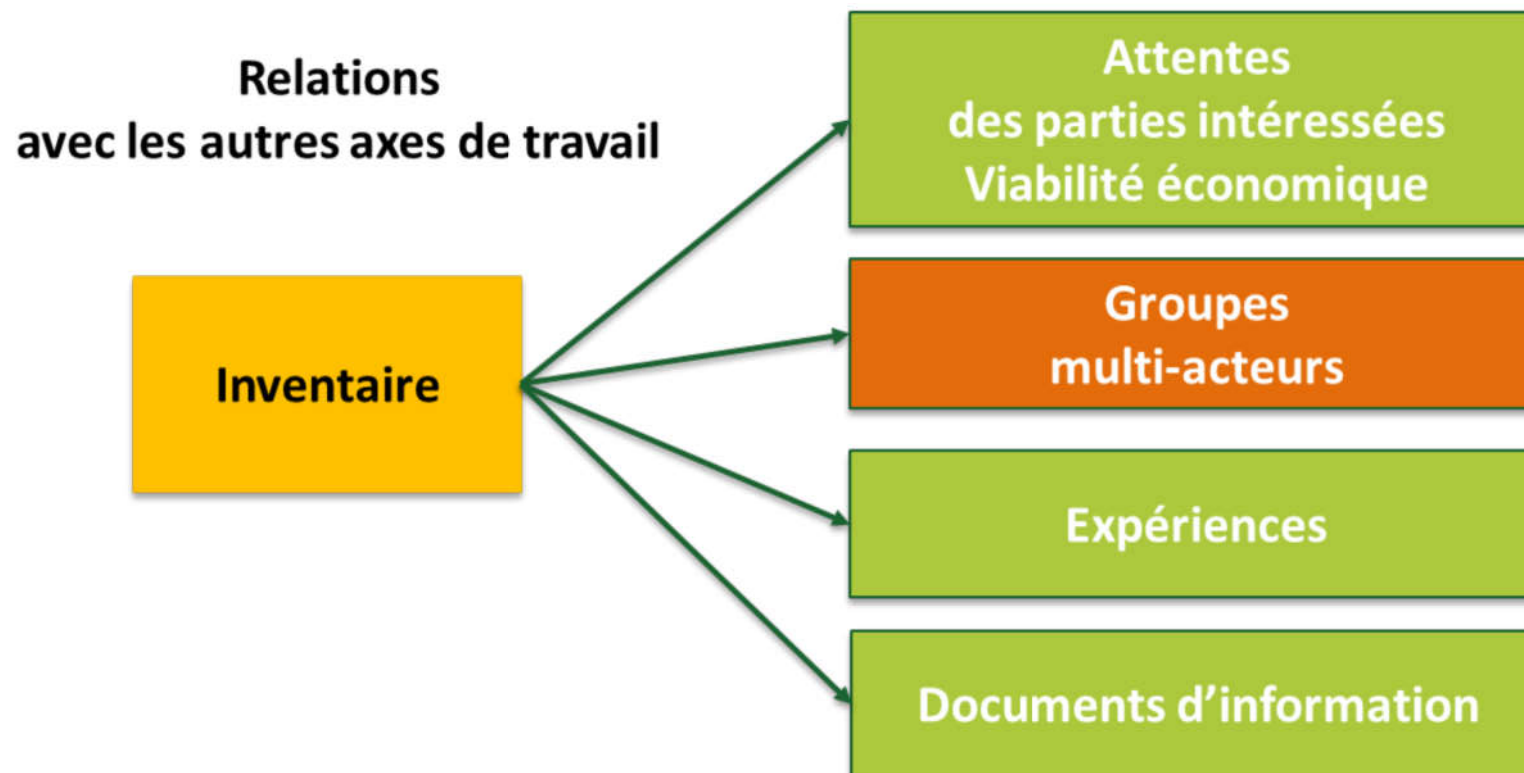 Relations
avec les autres axes de travail
Inventaire
Attentes
des parties intéressées
Viabilité économique
Groupes
multi-acteurs
Expériences
Documents d’information